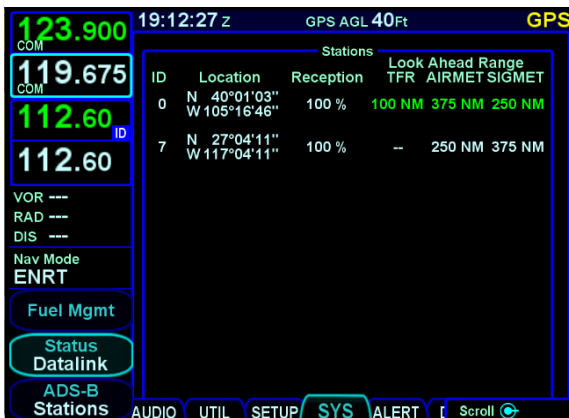 123.900
COM
119.675
COM
112.60
ID
112.60
VOR ---
RAD ---
DIS ---
Nav Mode
ENRT
Fuel Mgmt
Status
Datalink
ADS-B
Stations
19:12:27 Z GPS AGL 40Ft GPS
Stations
Look Ahead Range
ID Location Reception TFR AIRMET SIGMET
0 N 40°01'03" W 105°16'46" 100 % 100 NM 375 NM 250 NM
7 N 27°04'11" W 117°04'11" 100 % -- 250 NM 375 NM
AUDIO UTIL SETUP SYS ALERT Scroll